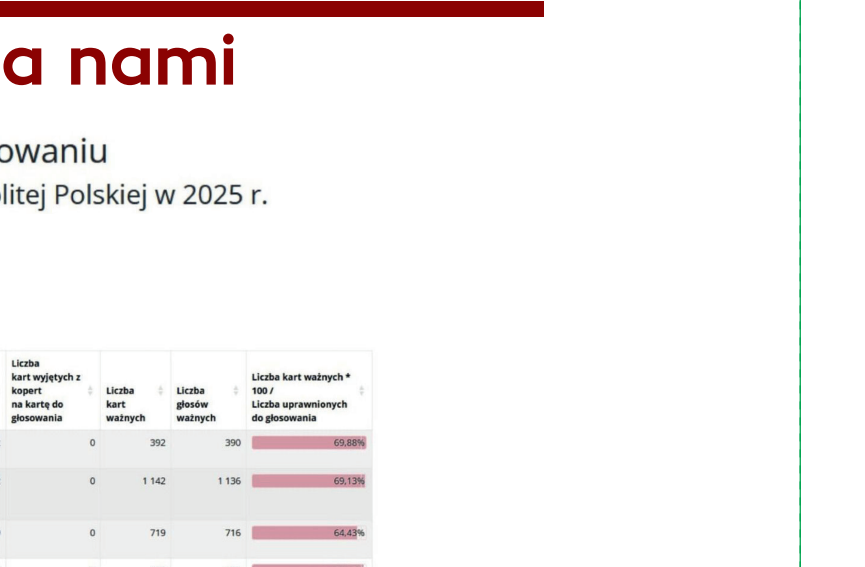 a nami
owaniu
litej Polskiej w 2025 r.
Liczba kart wyjętych z kopert na kartę do głosowania
Liczba kart ważnych
Liczba głosów ważnych
Liczba kart ważnych * 100 / Liczba uprawnionych do głosowania
0 392 390 69,88%
0 1 142 1 136 69,13%
0 719 716 64,43%